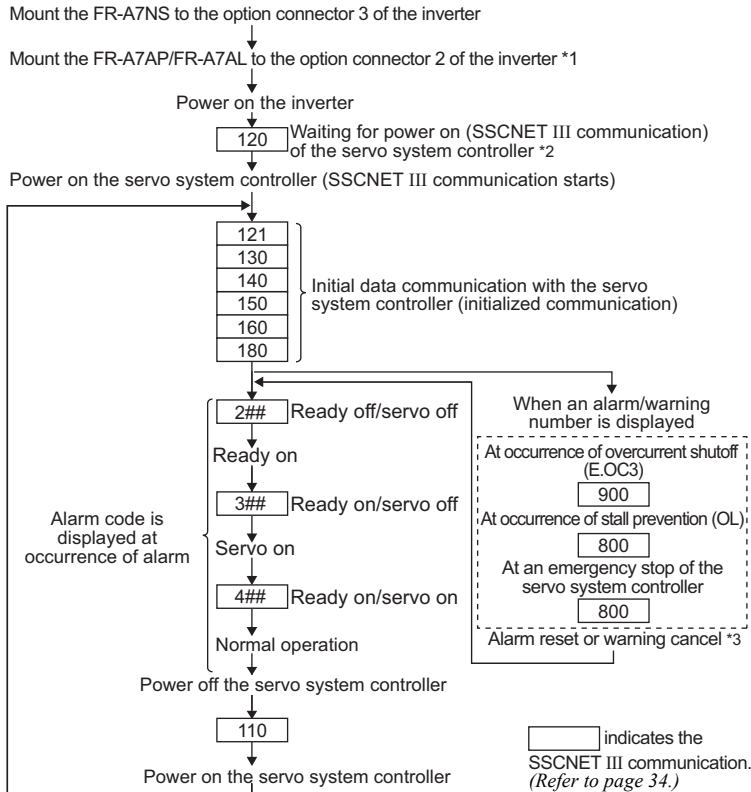 Mount the FR-A7NS to the option connector 3 of the inverter
Mount the FR-A7AP/FR-A7AL to the option connector 2 of the inverter *1
Power on the inverter
120
Waiting for power on (SSCNET III communication)
of the servo system controller *2
Power on the servo system controller (SSCNET III communication starts)
121
130
140
150
160
180
Initial data communication with the servo
system controller (initialized communication)
2## Ready off/servo off
Ready on
3## Ready on/servo off
Servo on
4## Ready on/servo on
Normal operation
Alarm code is
displayed at
occurrence of alarm
When an alarm/warning
number is displayed
At occurrence of overcurrent shutoff
(E.OC3)
900
At occurrence of stall prevention (OL)
800
At an emergency stop of the
servo system controller
800
Alarm reset or warning cancel *3
Power off the servo system controller
110
Power on the servo system controller
indicates the
SSCNET III communication.
(Refer to page 34.)